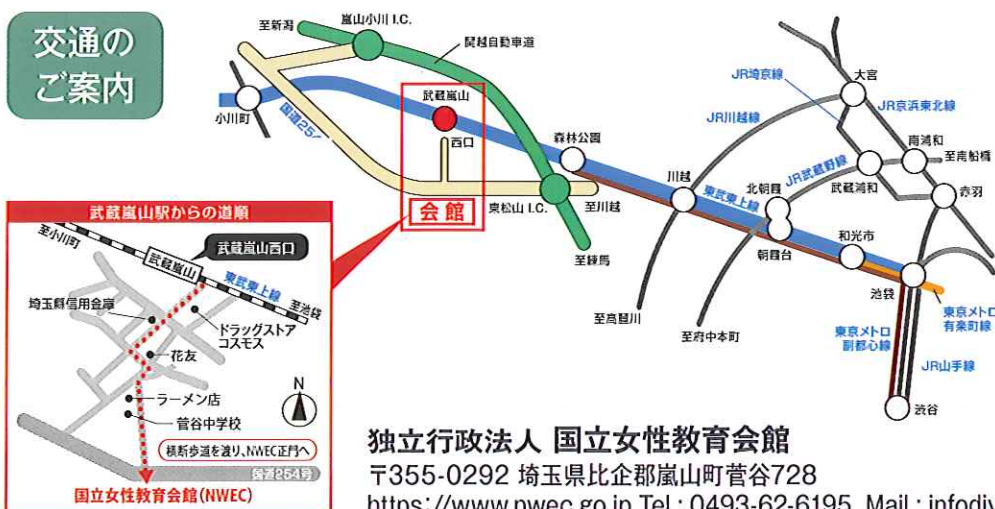 交通の
ご案内
至新潟
嵐山小川 I.C.
関越自動車道
武蔵嵐山
小川町
国道25
西口
森林公園
会館
東松山 I.C.
至川越
至練馬
川越
JR川越線
東武東上線
JR埼京線
大宮
JR京浜東北線
南浦和
至南船橋
JR武蔵野線
北朝霞
武蔵浦和
赤羽
朝霞台
和光市
池袋
至高麗川
至府中本町
東京メトロ
有楽町線
東京メトロ
副都心線
JR山手線
渋谷
武蔵嵐山駅からの道順
至小川町
武蔵嵐山西口
武蔵嵐山
東武東上線
至池袋
埼玉縣信用金庫
ドラッグストア
コスモス
花友
ラーメン店
菅谷中学校
N
横断歩道を渡り、NWEC正門へ
国道254号
国立女性教育会館(NWEC)
独立行政法人 国立女性教育会館
〒355-0292 埼玉県比企郡嵐山町菅谷728
https://www.nwec.go.jp Tel : 0493-62-6195 Mail : infodiv